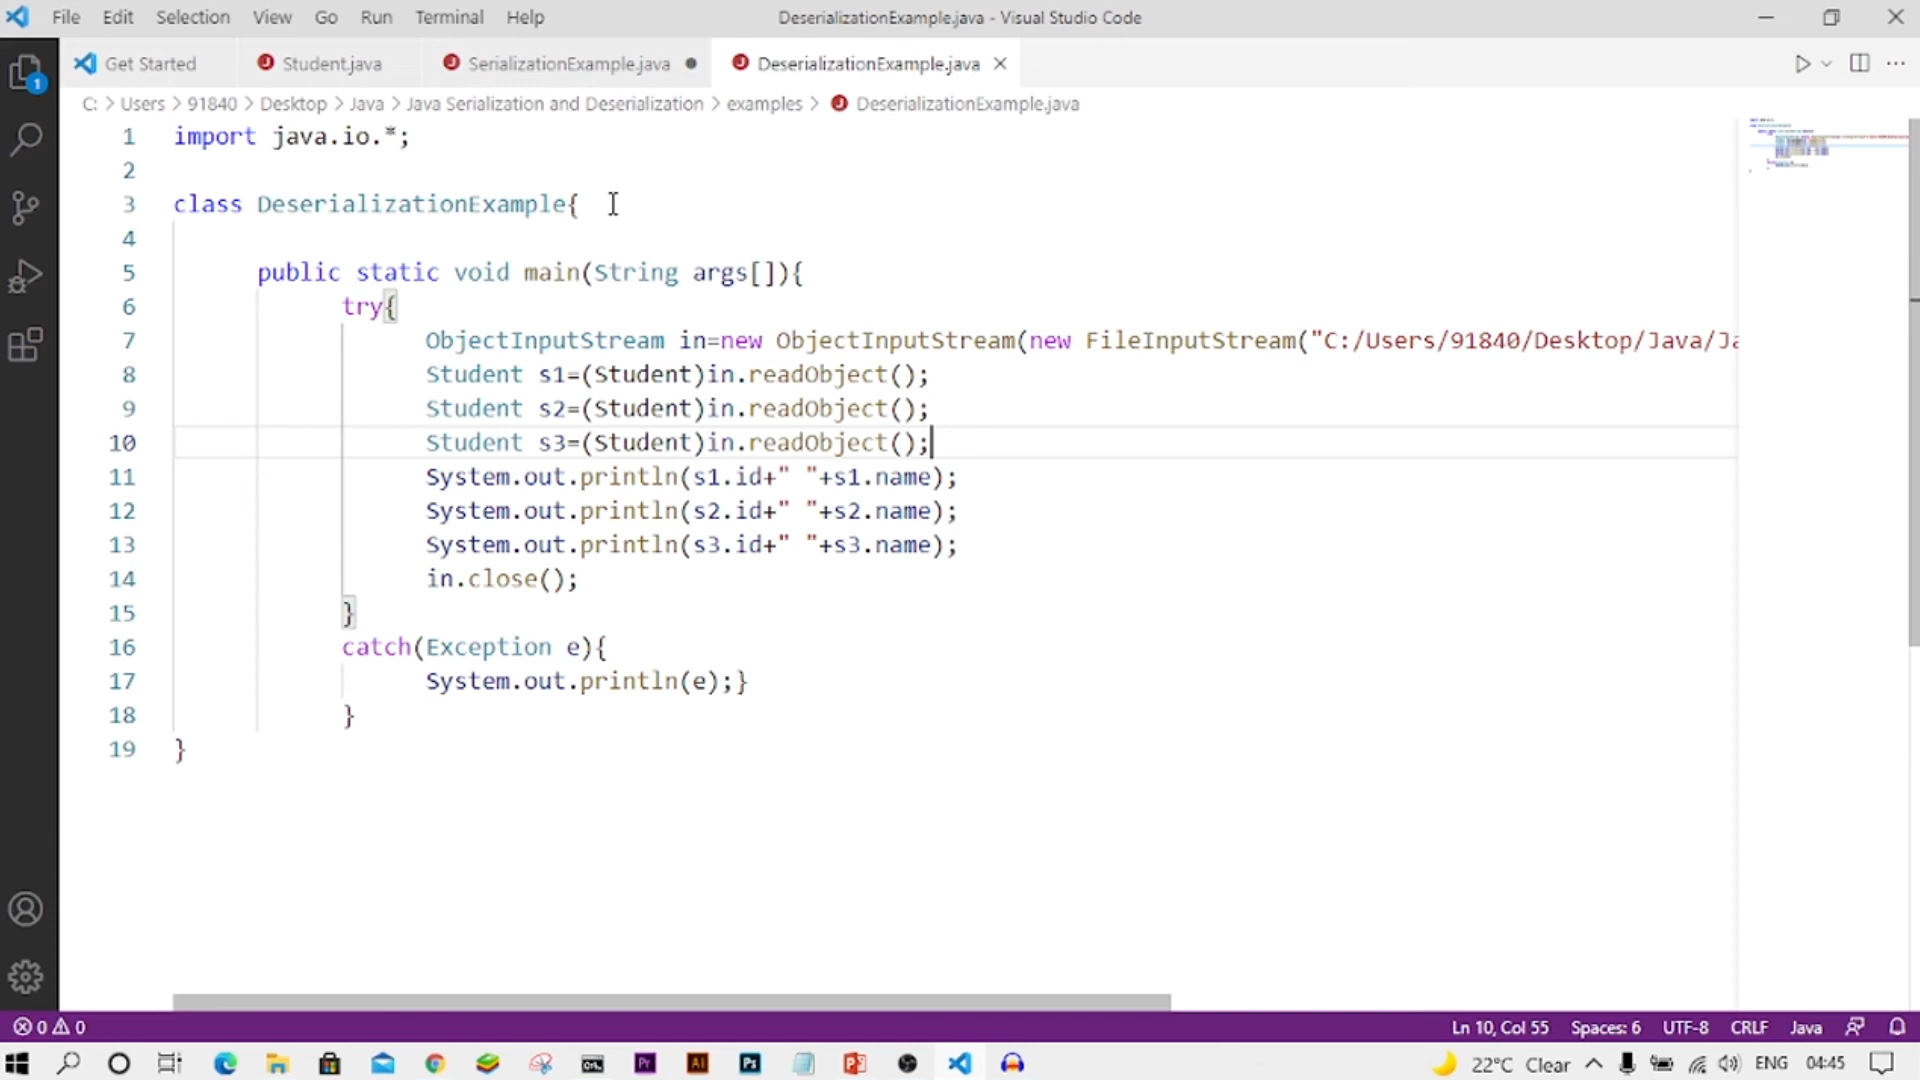 File Edit Selection View Go Run Terminal Help DeserializationExample.java - Visual Studio Code
Get Started Student.java SerializationExample.java DeserializationExample.java
C: > Users > 91840 > Desktop > Java > Java Serialization and Deserialization > examples > DeserializationExample.java
1 import java.io.*;
2
3 class DeserializationExample{
4
5 public static void main(String args[]){
6 try{
7 ObjectInputStream in=new ObjectInputStream(new FileInputStream("C:/Users/91840/Desktop/Java/Ja
8 Student s1=(Student)in.readObject();
9 Student s2=(Student)in.readObject();
10 Student s3=(Student)in.readObject();
11 System.out.println(s1.id+" "+s1.name);
12 System.out.println(s2.id+" "+s2.name);
13 System.out.println(s3.id+" "+s3.name);
14 in.close();
15 }
16 catch(Exception e){
17 System.out.println(e);}
18 }
19 }
1
0 0 Ln 10, Col 55 Spaces: 6 UTF-8 CRLF Java
22°C Clear ENG 04:45